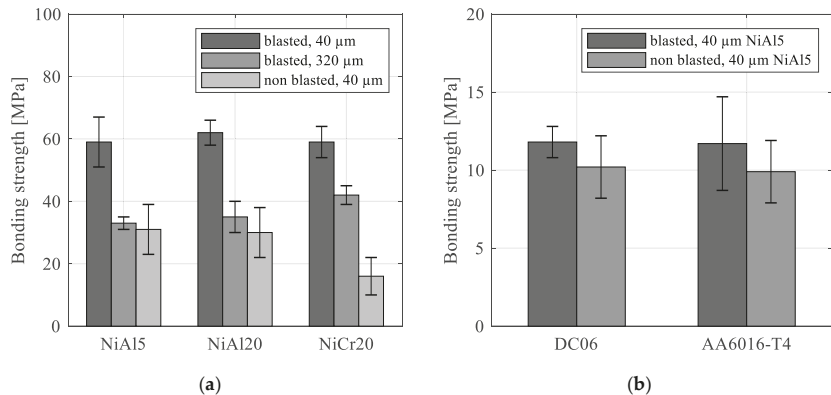 100
80
60
40
20
0
Bonding strength [MPa]
blasted, 40 µm
blasted, 320 µm
non blasted, 40 µm
NiAl5 NiAl20 NiCr20
(a)
20
15
10
5
0
Bonding strength [MPa]
blasted, 40 µm NiAl5
non blasted, 40 µm NiAl5
DC06 AA6016-T4
(b)